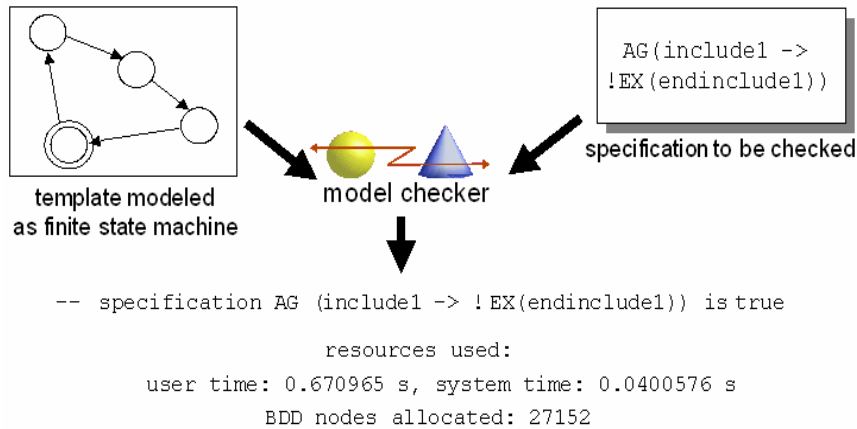 AG(include1 ->
!EX(endinclude1))
specification to be checked
template modeled
as finite state machine
model checker
-- specification AG (include1 -> ! EX(endinclude1)) is true
resources used:
user time: 0.670965 s, system time: 0.0400576 s
BDD nodes allocated: 27152